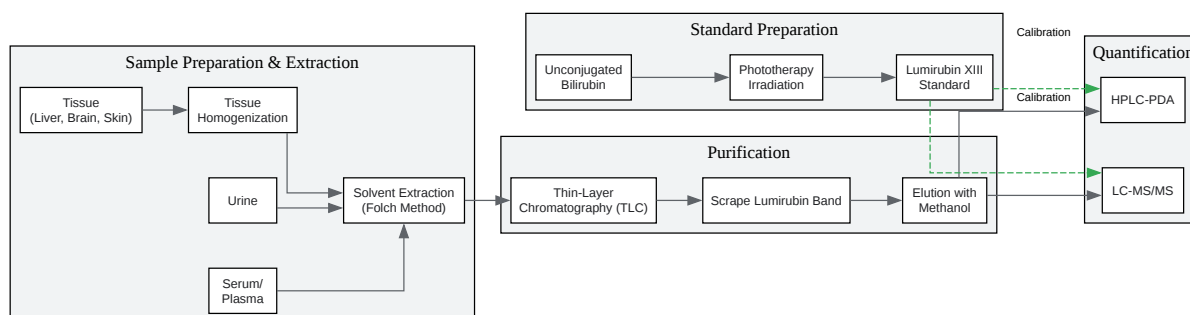 Sample Preparation & Extraction
Tissue
(Liver, Brain, Skin)
Tissue
Homogenization
Urine
Solvent Extraction
(Folch Method)
Serum/
Plasma
Standard Preparation
Unconjugated
Bilirubin
Phototherapy
Irradiation
Lumirubin XIII
Standard
Purification
Thin-Layer
Chromatography (TLC)
Scrape Lumirubin Band
Elution with
Methanol
Calibration
Calibration
Quantification
HPLC-PDA
LC-MS/MS